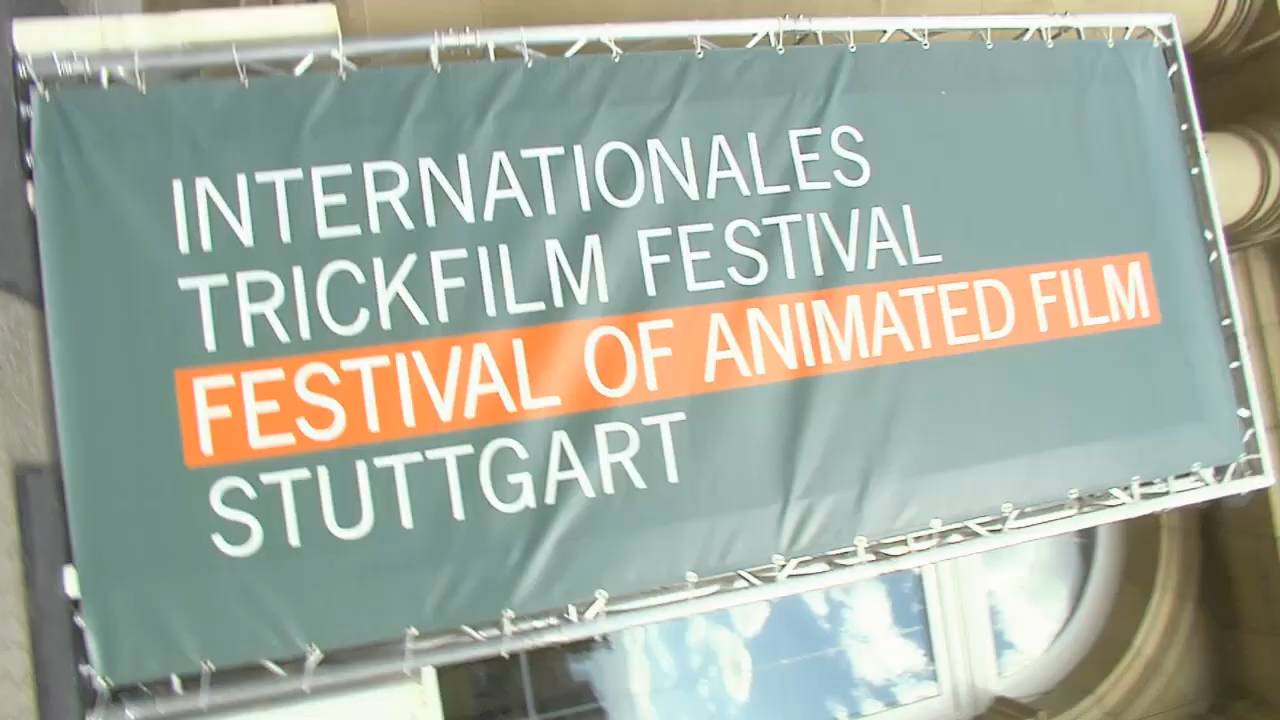 INTERNATIONALES
TRICKFILM FESTIVAL
FESTIVAL OF ANIMATED FILM
STUTTGART